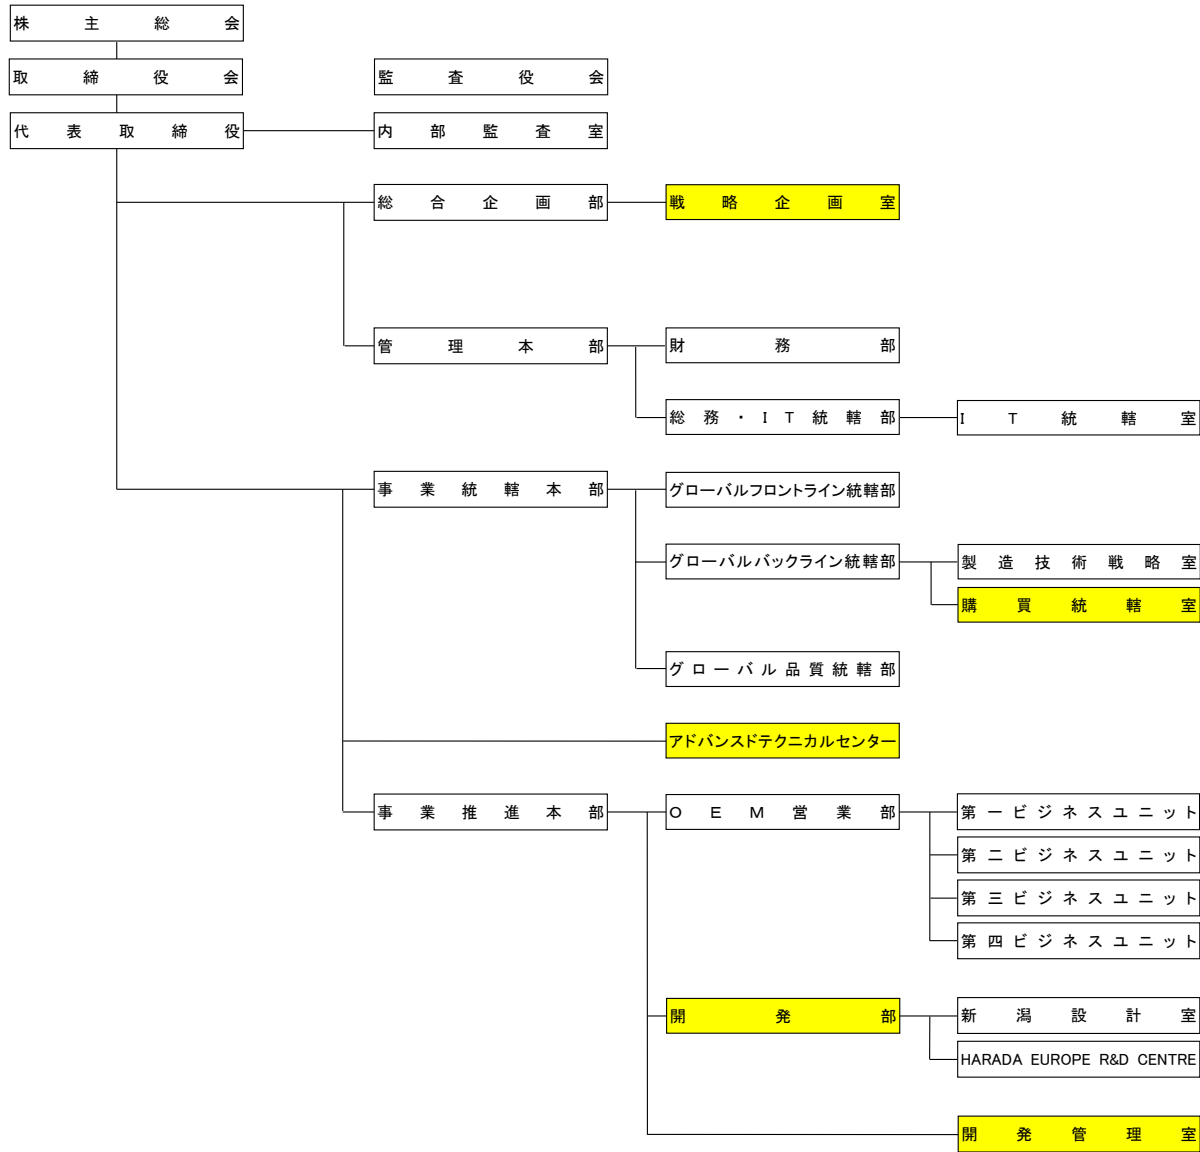 株主総会
取締役会
監査役会
代表取締役
内部監査室
総合企画部
戦略企画室
管理本部
財務部
総務・IT統轄部
IT統轄室
事業統轄本部
グローバルフロントライン統轄部
グローバルバックライン統轄部
製造技術戦略室
購買統轄室
グローバル品質統轄部
アドバンスドテクニカルセンター
事業推進本部
OEM営業部
第一ビジネスユニット
第二ビジネスユニット
第三ビジネスユニット
第四ビジネスユニット
開発部
新潟設計室
HARADA EUROPE R&D CENTRE
開発管理室